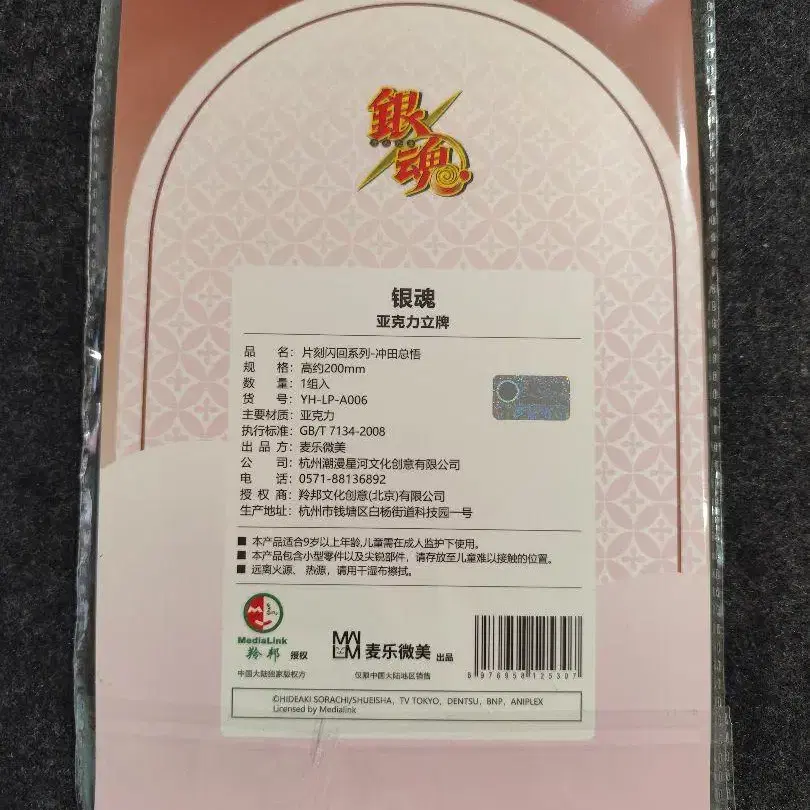 銀魂
银魂
亚克力立牌
品 名：片刻闪回系列-冲田总悟
规 格：高约200mm
数 量：1组入
货 号：YH-LP-A006
主要材质：亚克力
执行标准：GB/T 7134-2008
出 品 方：麦乐微美
公 司：杭州潮漫星河文化创意有限公司
电 话：0571-88136892
授 权 商：羚邦文化创意(北京)有限公司
生产地址：杭州市钱塘区白杨街道科技园一号
■ 本产品适合9岁以上年龄,儿童需在成人监护下使用。
■ 本产品包含小型零件以及尖锐部件，请存放至儿童难以接触的位置。
■ 远离火源、热源，请用干湿布擦拭。
MediaLink
羚邦 授权
中国大陆独家版权方
麦乐微美 出品
仅限中国大陆地区销售
6 976958 125307
©HIDEAKI SORACHI/SHUEISHA，TV TOKYO，DENTSU，BNP，ANIPLEX
Licensed by Medialink